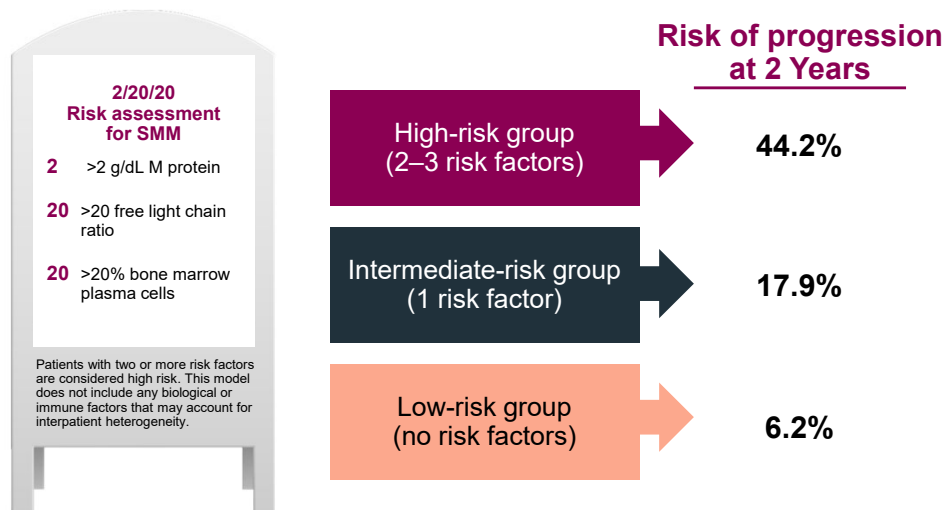 2/20/20
Risk assessment
for SMM
2 >2 g/dL M protein
20 >20 free light chain
ratio
20 >20% bone marrow
plasma cells
Patients with two or more risk factors
are considered high risk. This model
does not include any biological or
immune factors that may account for
interpatient heterogeneity.
Risk of progression
at 2 Years
High-risk group
(2–3 risk factors)
44.2%
Intermediate-risk group
(1 risk factor)
17.9%
Low-risk group
(no risk factors)
6.2%